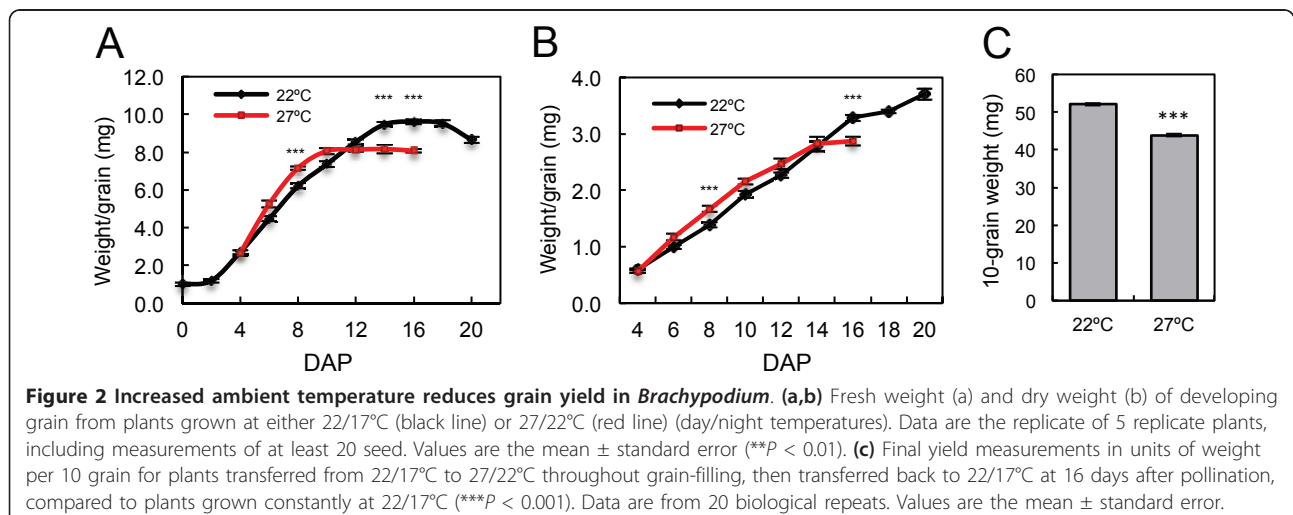 A
12.0
10.0
8.0
6.0
4.0
2.0
0.0
Weight/grain (mg)
22ºC
27ºC
***
*** ***
0 4 8 12 16 20
DAP
B
4.0
3.0
2.0
1.0
0.0
Weight/grain (mg)
22ºC
27ºC
***
***
4 6 8 10 12 14 16 18 20
DAP
C
60
50
40
30
20
10
0
10-grain weight (mg)
***
22ºC 27ºC
Figure 2 Increased ambient temperature reduces grain yield in Brachypodium. (a,b) Fresh weight (a) and dry weight (b) of developing
grain from plants grown at either 22/17°C (black line) or 27/22°C (red line) (day/night temperatures). Data are the replicate of 5 replicate plants,
including measurements of at least 20 seed. Values are the mean ± standard error (**P < 0.01). (c) Final yield measurements in units of weight
per 10 grain for plants transferred from 22/17°C to 27/22°C throughout grain-filling, then transferred back to 22/17°C at 16 days after pollination,
compared to plants grown constantly at 22/17°C (***P < 0.001). Data are from 20 biological repeats. Values are the mean ± standard error.